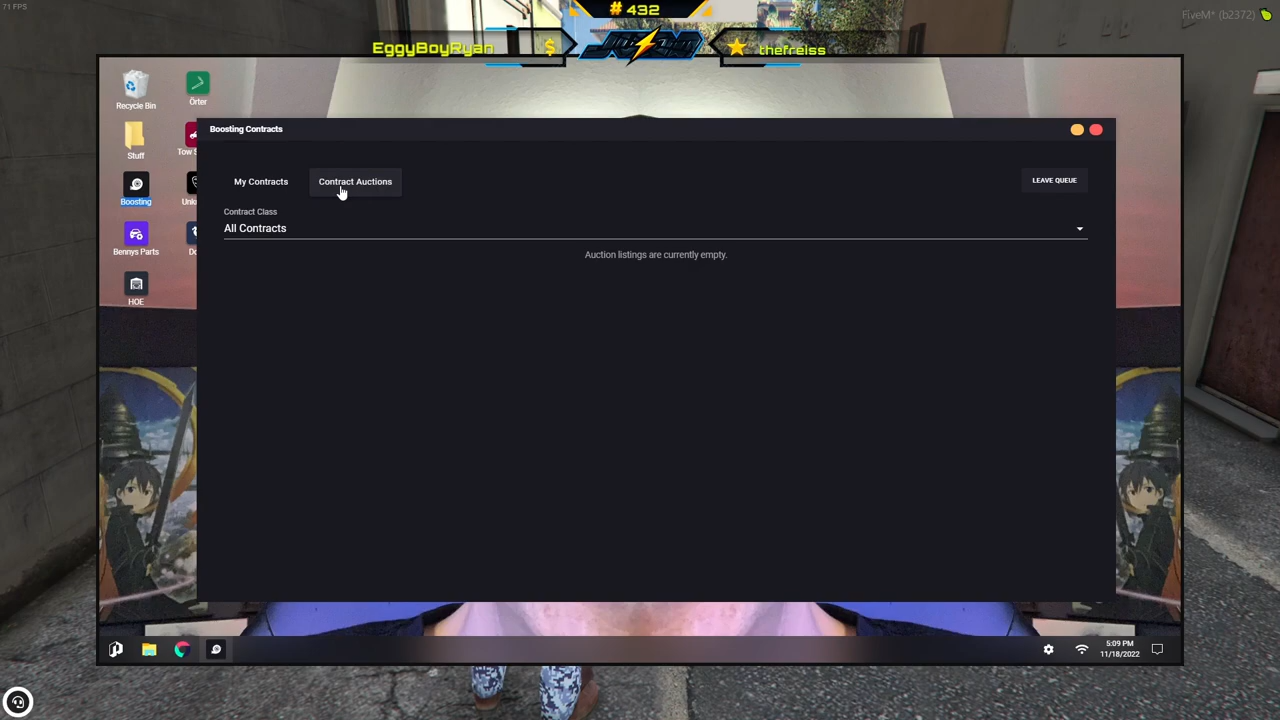 71 FPS
# 432
FiveM* (b2372)
EggyBoyRyan
$
thefreiss
Recycle Bin
Örter
Boosting Contracts
Stuff
Tow S
My Contracts
Contract Auctions
LEAVE QUEUE
Boosting
Contract Class
All Contracts
Bennys Parts
Auction listings are currently empty.
HOE
5:09 PM
11/18/2022